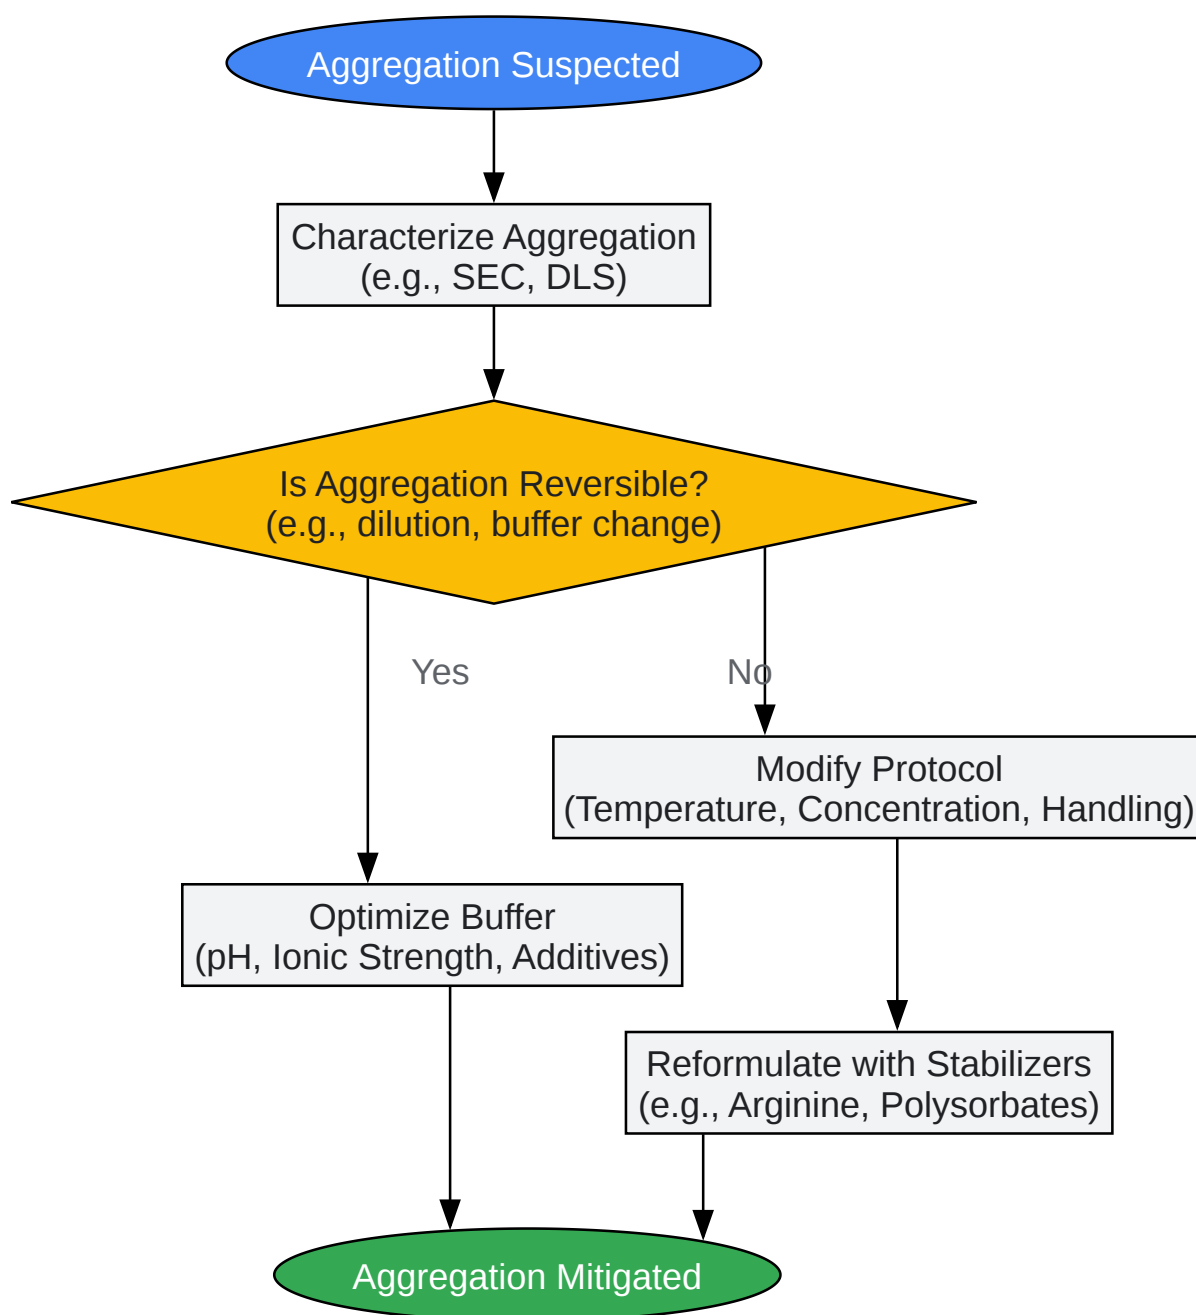 Aggregation Suspected
Characterize Aggregation
(e.g., SEC, DLS)
Is Aggregation Reversible?
(e.g., dilution, buffer change)
Yes
No
Modify Protocol
(Temperature, Concentration, Handling)
Optimize Buffer
(pH, Ionic Strength, Additives)
Reformulate with Stabilizers
(e.g., Arginine, Polysorbates)
Aggregation Mitigated